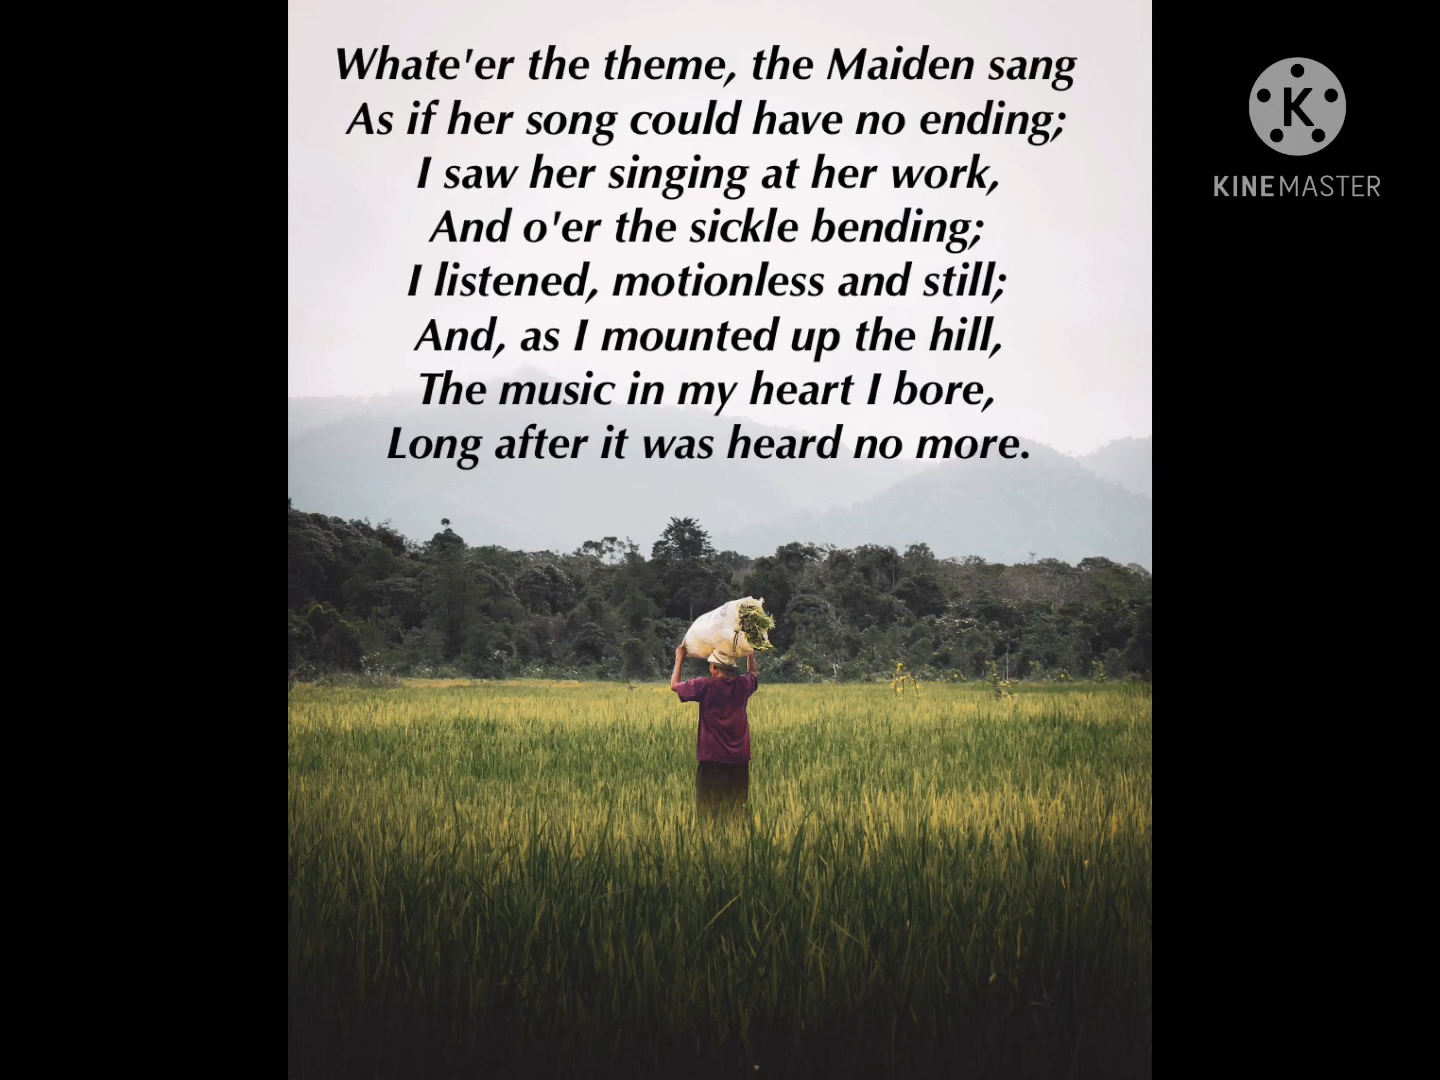 Whate'er the theme, the Maiden sang
As if her song could have no ending;
I saw her singing at her work,
And o'er the sickle bending;
I listened, motionless and still;
And, as I mounted up the hill,
The music in my heart I bore,
Long after it was heard no more.
K
KINEMASTER